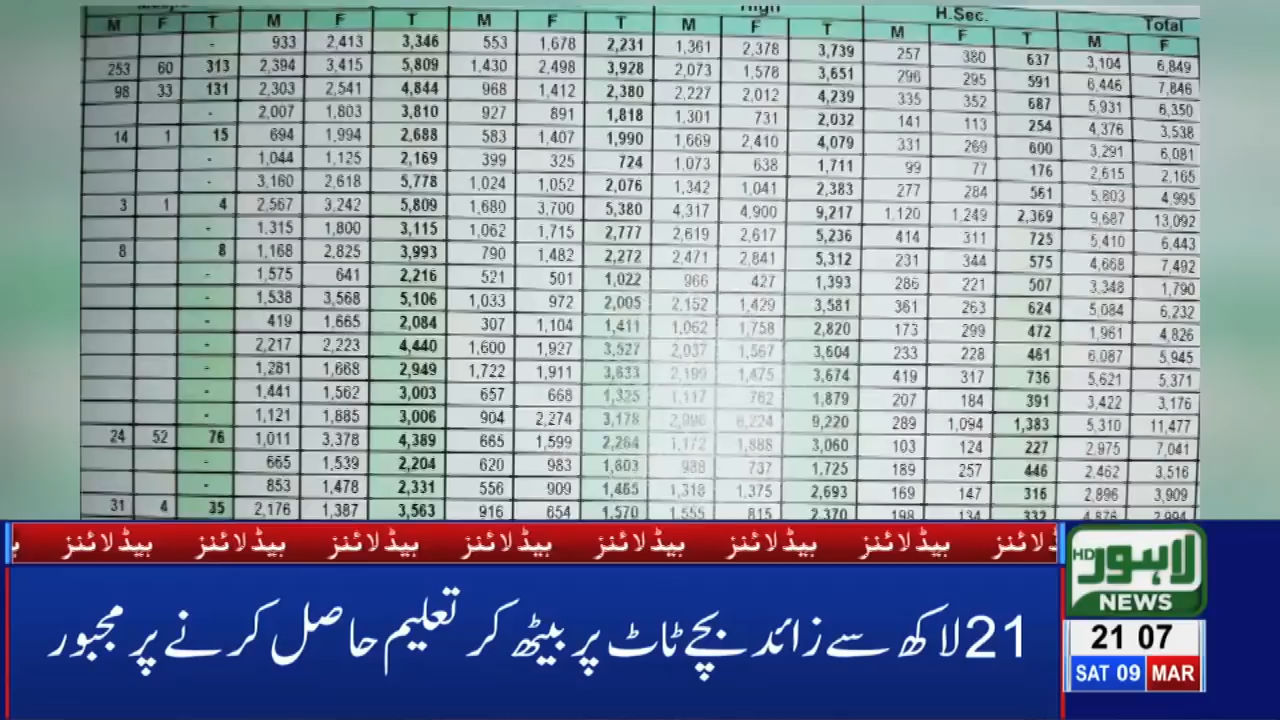 High H.Sec. Total
M F T M F T M F T M F T M F T M F
- 933 2,413 3,346 553 1,678 2,231 1,361 2,378 3,739 257 380 637 3,104 6,849
253 60 313 2,394 3,415 5,809 1,430 2,498 3,928 2,073 1,578 3,651 296 295 591 6,446 7,846
98 33 131 2,303 2,541 4,844 968 1,412 2,380 2,227 2,012 4,239 335 352 687 5,931 6,350
- 2,007 1,803 3,810 927 891 1,818 1,301 731 2,032 141 113 254 4,376 3,538
14 1 15 694 1,994 2,688 583 1,407 1,990 1,669 2,410 4,079 331 269 600 3,291 6,081
- 1,044 1,125 2,169 399 325 724 1,073 638 1,711 99 77 176 2,615 2,165
- 3,160 2,618 5,778 1,024 1,052 2,076 1,342 1,041 2,383 277 284 561 5,803 4,995
3 1 4 2,567 3,242 5,809 1,680 3,700 5,380 4,317 4,900 9,217 1,120 1,249 2,369 9,687 13,092
- 1,315 1,800 3,115 1,062 1,715 2,777 2,619 2,617 5,236 414 311 725 5,410 6,443
8 8 1,168 2,825 3,993 790 1,482 2,272 2,471 2,841 5,312 231 344 575 4,668 7,492
- 1,575 641 2,216 521 501 1,022 966 427 1,393 286 221 507 3,348 1,790
- 1,538 3,568 5,106 1,033 972 2,005 2,152 1,429 3,581 361 263 624 5,084 6,232
- 419 1,665 2,084 307 1,104 1,411 1,062 1,758 2,820 173 299 472 1,961 4,826
- 2,217 2,223 4,440 1,600 1,927 3,527 2,037 1,567 3,604 233 228 461 6,087 5,945
- 1,281 1,668 2,949 1,722 1,911 3,633 2,199 1,475 3,674 419 317 736 5,621 5,371
- 1,441 1,562 3,003 657 668 1,325 1,117 762 1,879 207 184 391 3,422 3,176
- 1,121 1,885 3,006 904 2,274 3,178 2,996 6,224 9,220 289 1,094 1,383 5,310 11,477
24 52 76 1,011 3,378 4,389 665 1,599 2,264 1,172 1,888 3,060 103 124 227 2,975 7,041
- 665 1,539 2,204 620 983 1,603 988 737 1,725 189 257 446 2,462 3,516
- 853 1,478 2,331 556 909 1,465 1,318 1,375 2,693 169 147 316 2,896 3,909
31 4 35 2,176 1,387 3,563 916 654 1,570 1,555 815 2,370 198 134 332 4,876 2,994
ہیڈلائنز ہیڈلائنز ہیڈلائنز ہیڈلائنز ہیڈلائنز ہیڈلائنز ہیڈلائنز
21 لاکھ سے زائد بچے ٹاٹ پر بیٹھ کر تعلیم حاصل کرنے پر مجبور
لاہور HD
NEWS
21 07
SAT 09 MAR